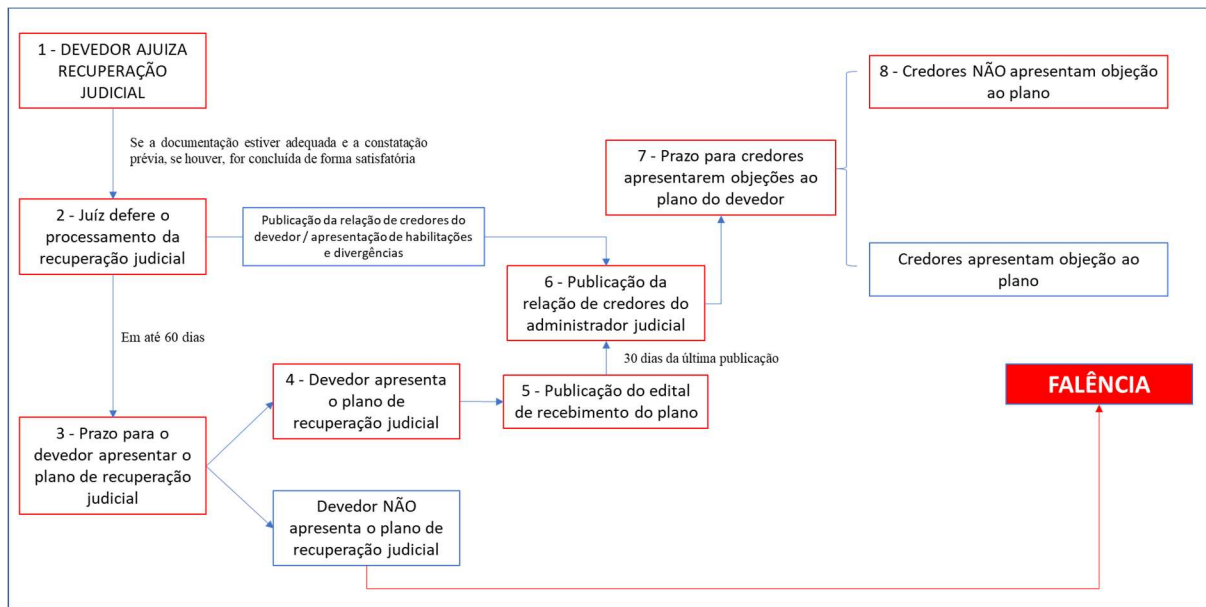 1 - DEVEDOR AJUIZA
RECUPERAÇÃO
JUDICIAL
Se a documentação estiver adequada e a constatação
prévia, se houver, for concluída de forma satisfatória
2 - Juíz defere o
processamento da
recuperação judicial
Publicação da relação de credores do
devedor / apresentação de habilitações
e divergências
Em até 60 dias
3 - Prazo para o
devedor apresentar o
plano de recuperação
judicial
4 - Devedor apresenta
o plano de
recuperação judicial
Devedor NÃO
apresenta o plano de
recuperação judicial
5 - Publicação do edital
de recebimento do plano
30 dias da última publicação
6 - Publicação da
relação de credores do
administrador judicial
7 - Prazo para credores
apresentarem objeções ao
plano do devedor
8 - Credores NÃO apresentam objeção
ao plano
Credores apresentam objeção ao
plano
FALÊNCIA